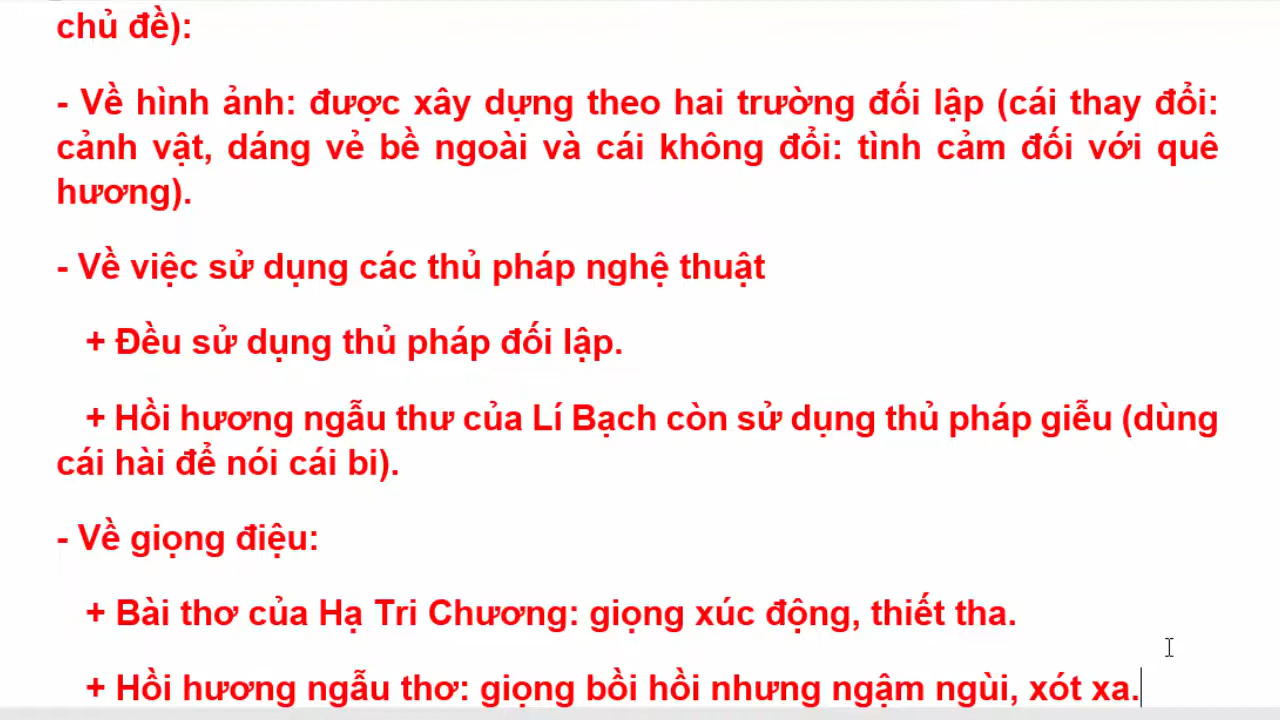 chủ đề):
- Về hình ảnh: được xây dựng theo hai trường đối lập (cái thay đổi:
cảnh vật, dáng vẻ bề ngoài và cái không đổi: tình cảm đối với quê
hương).
- Về việc sử dụng các thủ pháp nghệ thuật
+ Đều sử dụng thủ pháp đối lập.
+ Hồi hương ngẫu thư của Lí Bạch còn sử dụng thủ pháp giễu (dùng
cái hài để nói cái bi).
- Về giọng điệu:
+ Bài thơ của Hạ Tri Chương: giọng xúc động, thiết tha.
+ Hồi hương ngẫu thơ: giọng bồi hồi nhưng ngậm ngùi, xót xa.